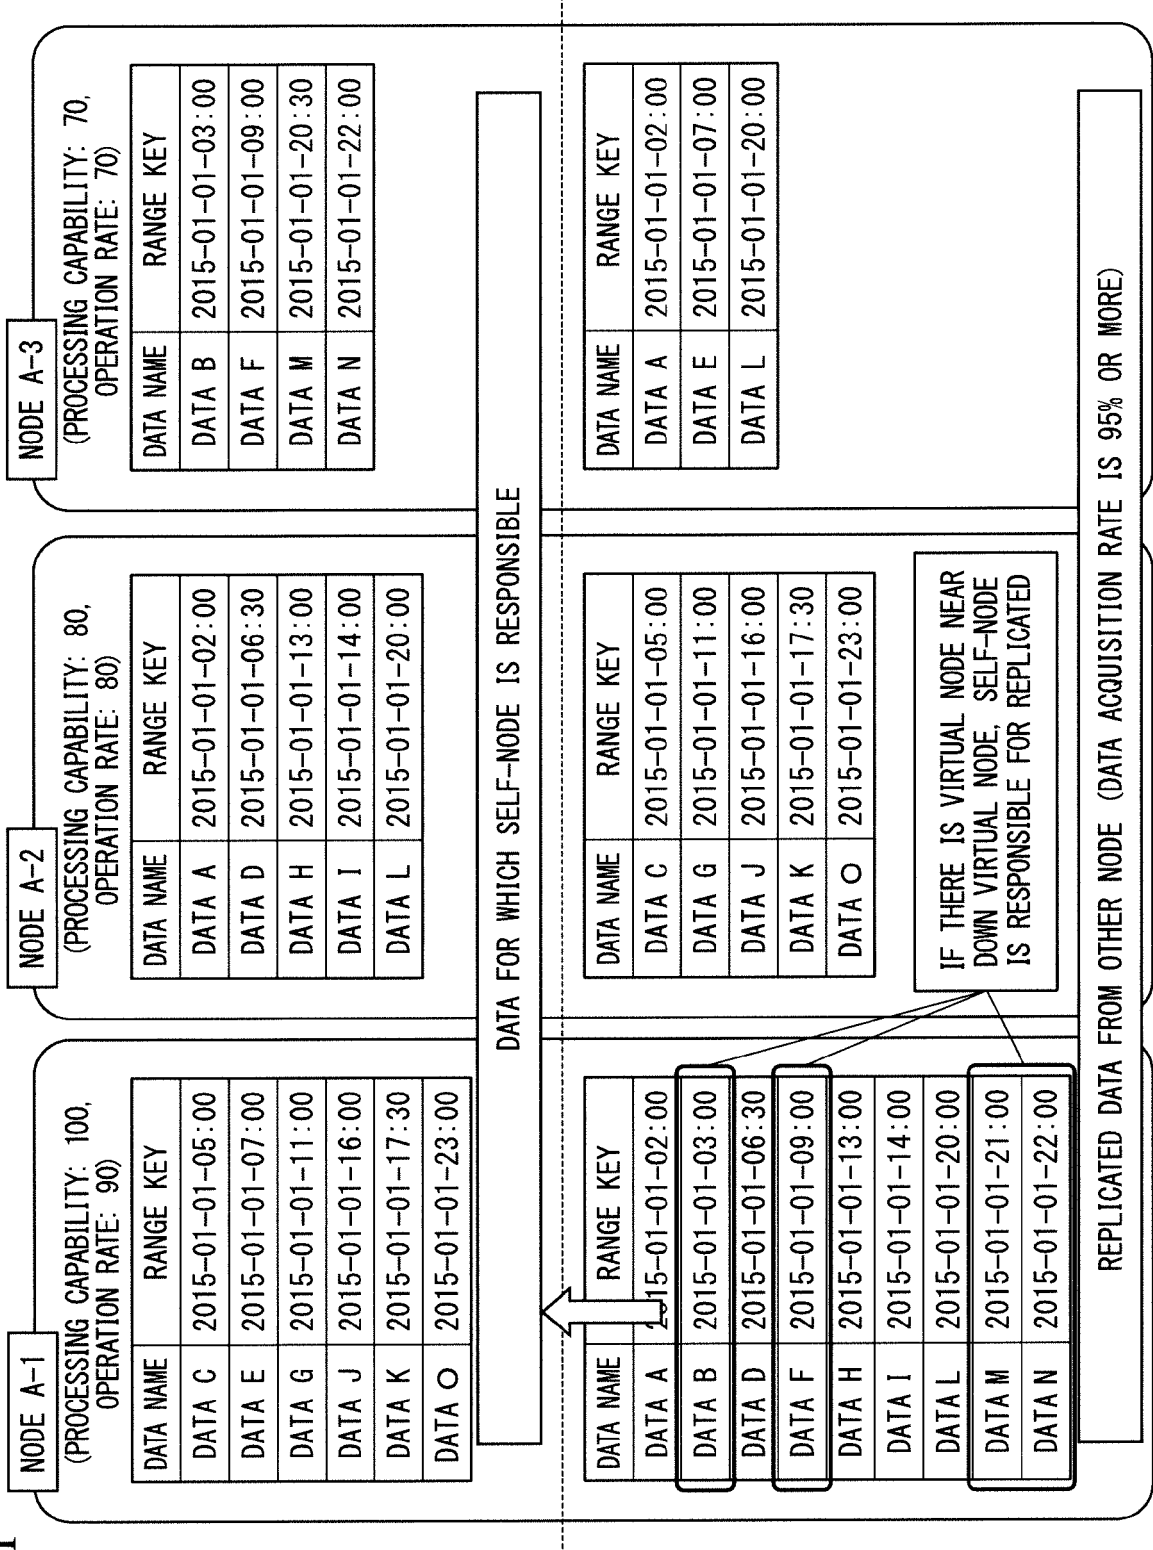 NODE A-1
(PROCESSING CAPABILITY: 100,
OPERATION RATE: 90)
DATA NAME RANGE KEY
DATA C 2015-01-01-05:00
DATA E 2015-01-01-07:00
DATA G 2015-01-01-11:00
DATA J 2015-01-01-16:00
DATA K 2015-01-01-17:30
DATA O 2015-01-01-23:00
NODE A-2
(PROCESSING CAPABILITY: 80,
OPERATION RATE: 80)
DATA NAME RANGE KEY
DATA A 2015-01-01-02:00
DATA D 2015-01-01-06:30
DATA H 2015-01-01-13:00
DATA I 2015-01-01-14:00
DATA L 2015-01-01-20:00
NODE A-3
(PROCESSING CAPABILITY: 70,
OPERATION RATE: 70)
DATA NAME RANGE KEY
DATA B 2015-01-01-03:00
DATA F 2015-01-01-09:00
DATA M 2015-01-01-20:30
DATA N 2015-01-01-22:00
DATA FOR WHICH SELF-NODE IS RESPONSIBLE
DATA NAME RANGE KEY
DATA A 2015-01-01-02:00
DATA B 2015-01-01-03:00
DATA D 2015-01-01-06:30
DATA F 2015-01-01-09:00
DATA H 2015-01-01-13:00
DATA I 2015-01-01-14:00
DATA L 2015-01-01-20:00
DATA M 2015-01-01-21:00
DATA N 2015-01-01-22:00
DATA NAME RANGE KEY
DATA C 2015-01-01-05:00
DATA G 2015-01-01-11:00
DATA J 2015-01-01-16:00
DATA K 2015-01-01-17:30
DATA O 2015-01-01-23:00
IF THERE IS VIRTUAL NODE NEAR
DOWN VIRTUAL NODE, SELF-NODE
IS RESPONSIBLE FOR REPLICATED
DATA NAME RANGE KEY
DATA A 2015-01-01-02:00
DATA E 2015-01-01-07:00
DATA L 2015-01-01-20:00
REPLICATED DATA FROM OTHER NODE (DATA ACQUISITION RATE IS 95% OR MORE)